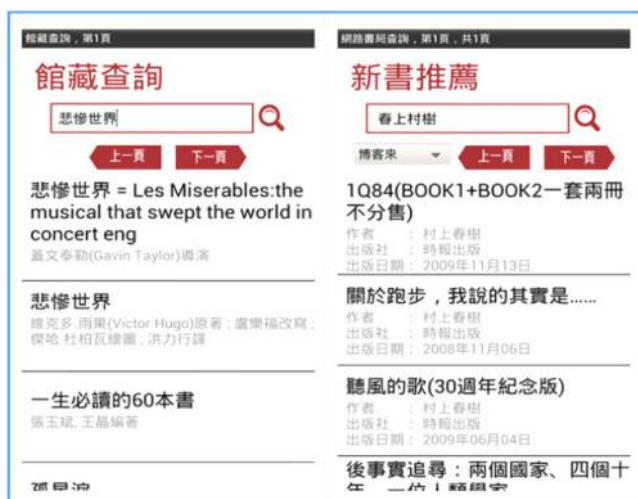 館藏查詢，第1頁
館藏查詢
悲慘世界
上一頁 下一頁
悲慘世界 = Les Miserables:the
musical that swept the world in
concert eng
蓋文泰勒(Gavin Taylor)導演
悲慘世界
維克多.雨果(Victor Hugo)原著 ; 盧樂福改寫 ;
傑哈.杜柏瓦繪圖 ; 洪力行譯
一生必讀的60本書
張玉斌, 王晶編著
孤星淚
網路書局查詢，第1頁，共1頁
新書推薦
春上村樹
博客來 上一頁 下一頁
1Q84(BOOK1+BOOK2一套兩冊
不分售)
作者 : 村上春樹
出版社 : 時報出版
出版日期 : 2009年11月13日
關於跑步，我說的其實是......
作者 : 村上春樹
出版社 : 時報出版
出版日期 : 2008年11月06日
聽風的歌(30週年紀念版)
作者 : 村上春樹
出版社 : 時報出版
出版日期 : 2009年06月04日
後事實追尋：兩個國家、四個十
年、一位人類學家